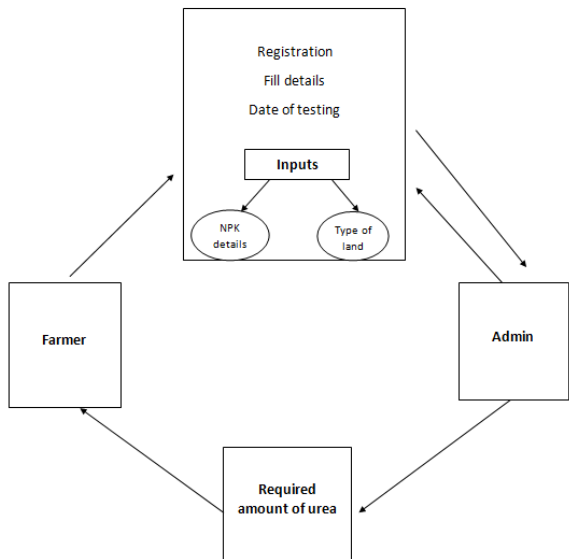 Registration
Fill details
Date of testing
Inputs
NPK
details
Type of
land
Farmer
Admin
Required
amount of urea